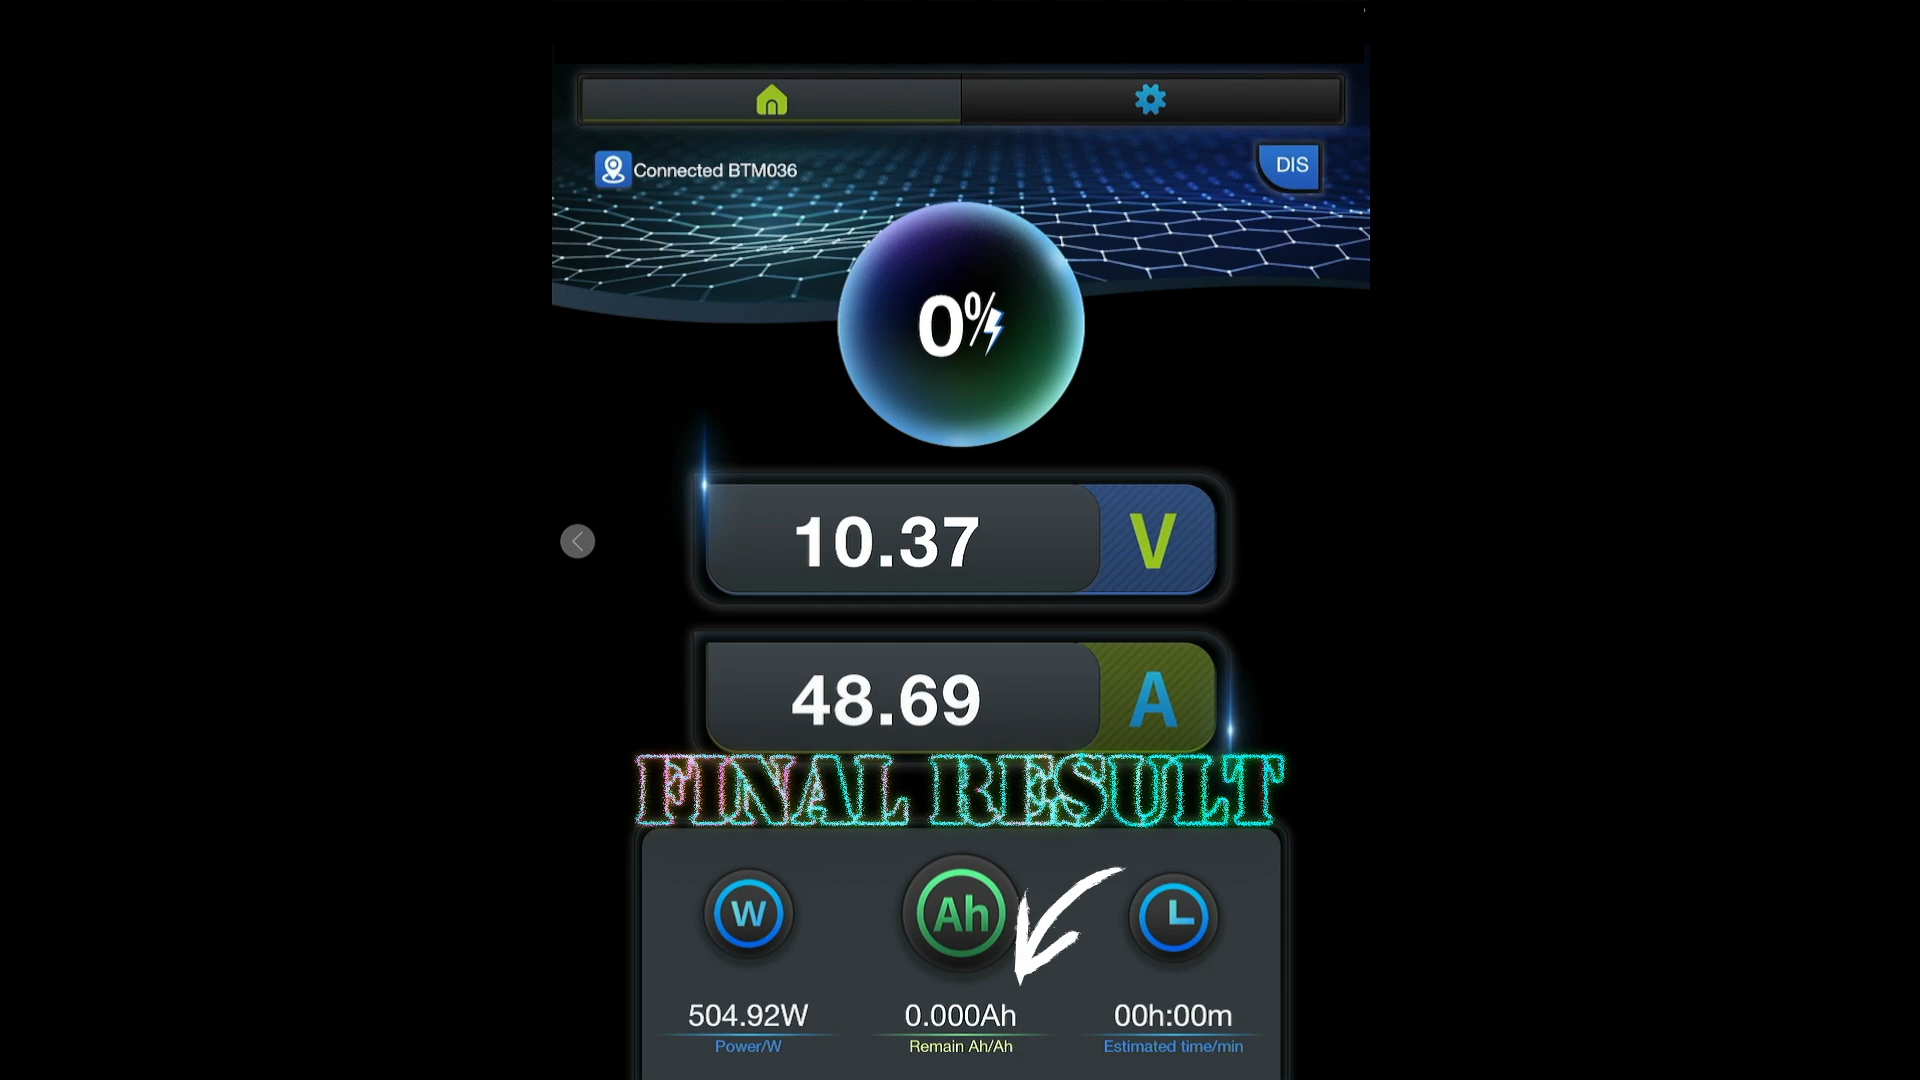 Connected BTM036
DIS
0%
10.37 V
48.69 A
FINAL RESULT
W Ah
504.92W 0.000Ah 00h:00m
Power/W Remain Ah/Ah Estimated time/min